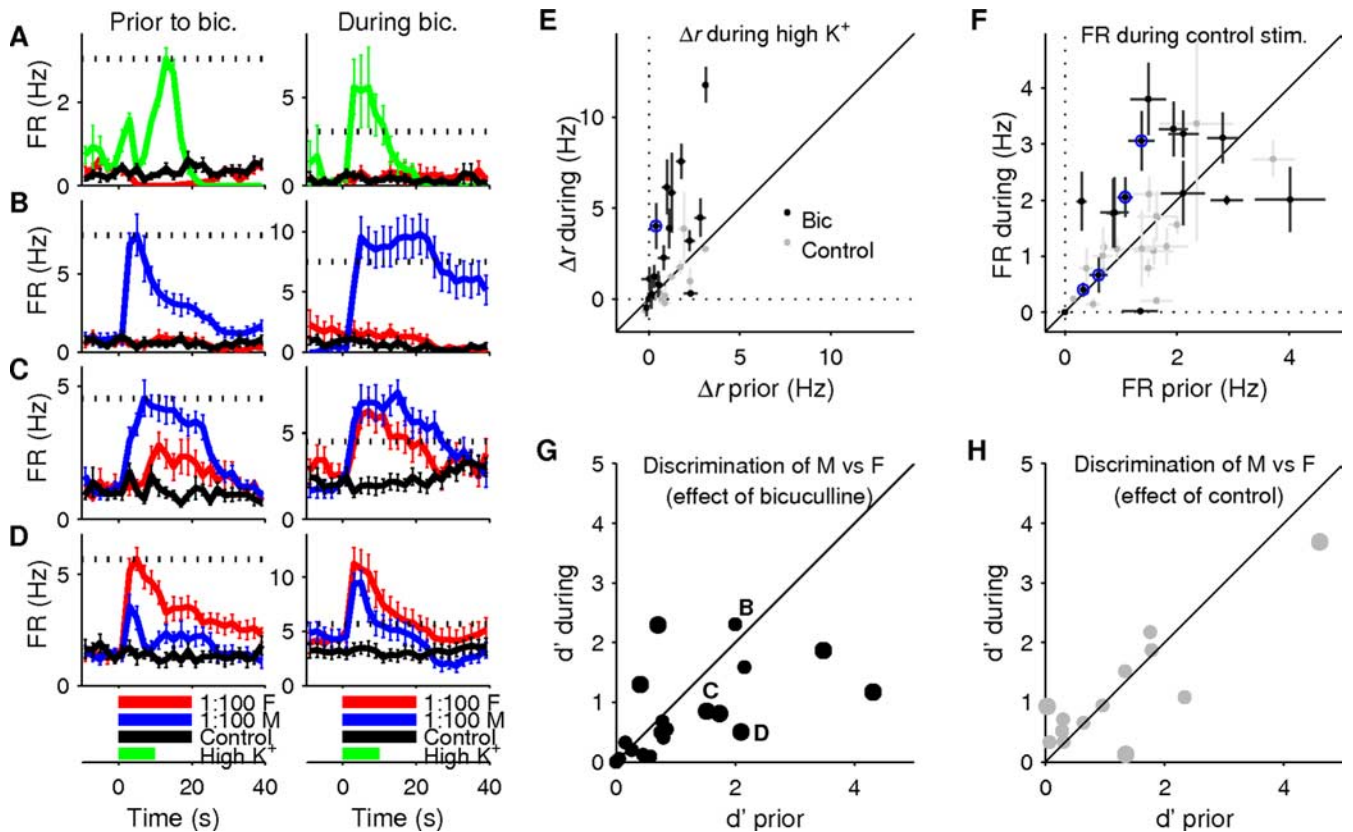 A
Prior to bic.
During bic.
FR (Hz)
2
0
5
0
B
FR (Hz)
5
0
10
5
0
C
FR (Hz)
5
0
5
0
D
FR (Hz)
5
0
10
5
0
1:100 F
1:100 M
Control
High K+
1:100 F
1:100 M
Control
High K+
0 20 40
0 20 40
Time (s)
Time (s)
E
Δr during high K+
Δr during (Hz)
10
5
0
Bic
Control
0 5 10
Δr prior (Hz)
F
FR during control stim.
FR during (Hz)
4
3
2
1
0
0 2 4
FR prior (Hz)
G
Discrimination of M vs F
(effect of bicuculline)
d' during
5
4
3
2
1
0
B
C
D
0 2 4
d' prior
H
Discrimination of M vs F
(effect of control)
d' during
5
4
3
2
1
0
0 2 4
d' prior